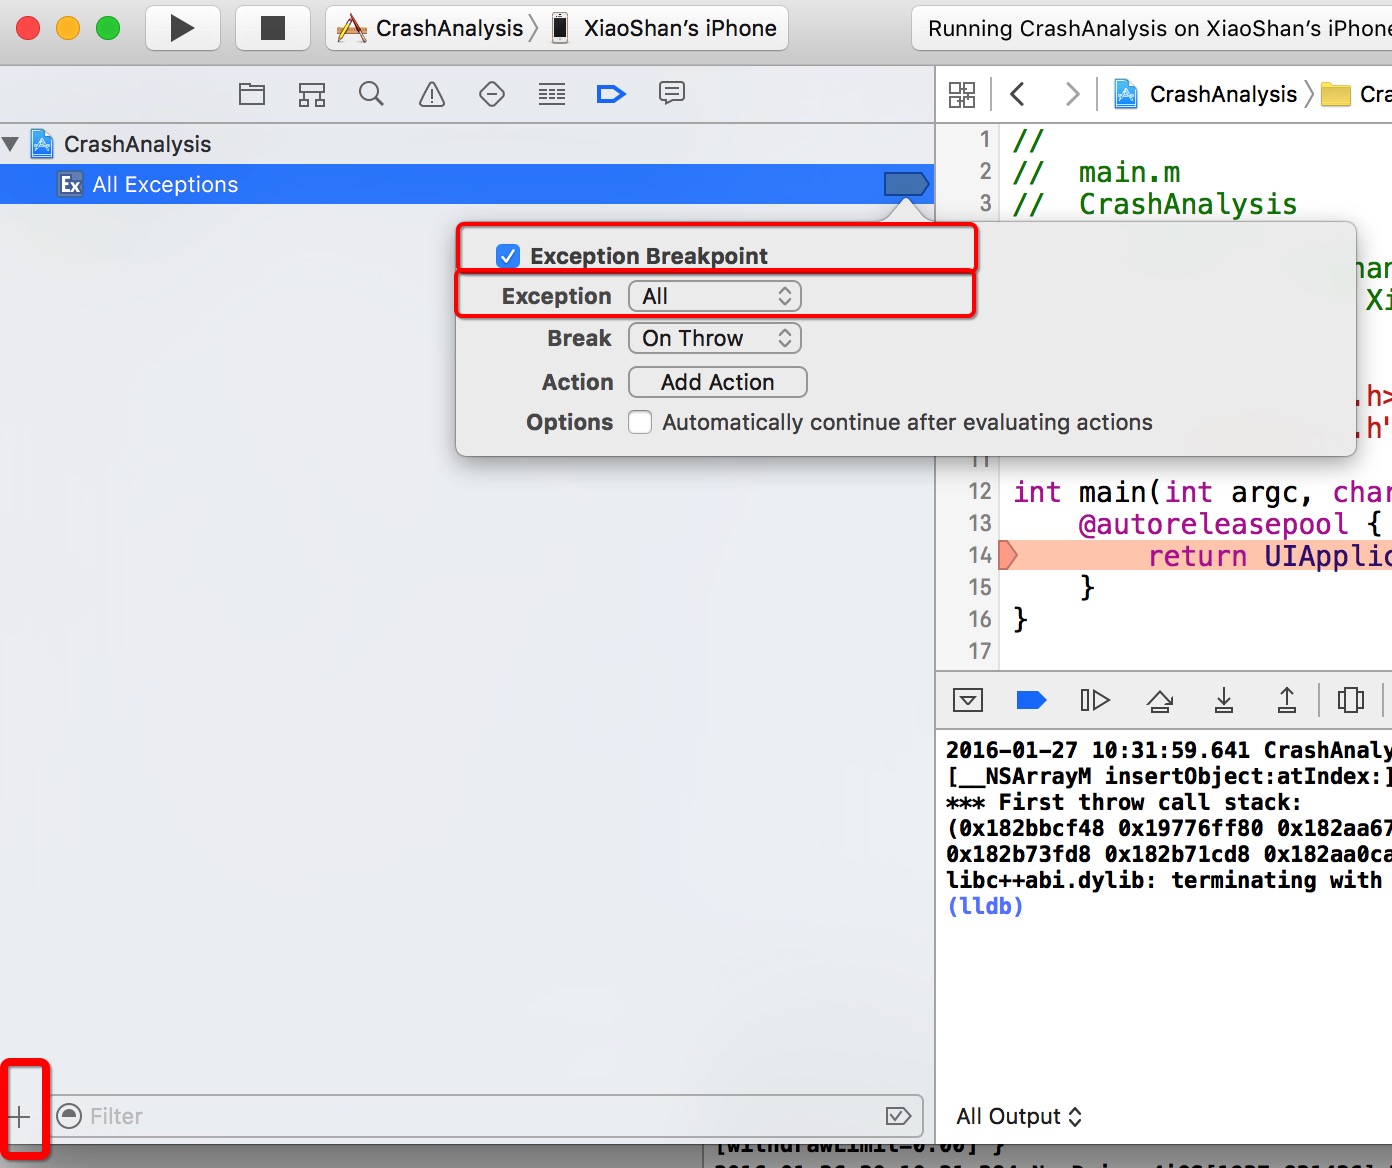 CrashAnalysis XiaoShan's iPhone
Running CrashAnalysis on XiaoShan's iPhone
CrashAnalysis
CrashAnalysis
Ex All Exceptions
1 //
2 // main.m
3 // CrashAnalysis
Exception Breakpoint
Exception All
Break On Throw
Action Add Action
Options Automatically continue after evaluating actions
.h>
.h"
11
12 int main(int argc, char
13 @autoreleasepool {
14 return UIApplic
15 }
16 }
17
2016-01-27 10:31:59.641 CrashAnaly
[__NSArrayM insertObject:atIndex:]
*** First throw call stack:
(0x182bbcf48 0x19776ff80 0x182aa67
0x182b73fd8 0x182b71cd8 0x182aa0ca
libc++abi.dylib: terminating with
(lldb)
Filter
All Output
[withdrawLimit=0.00] }